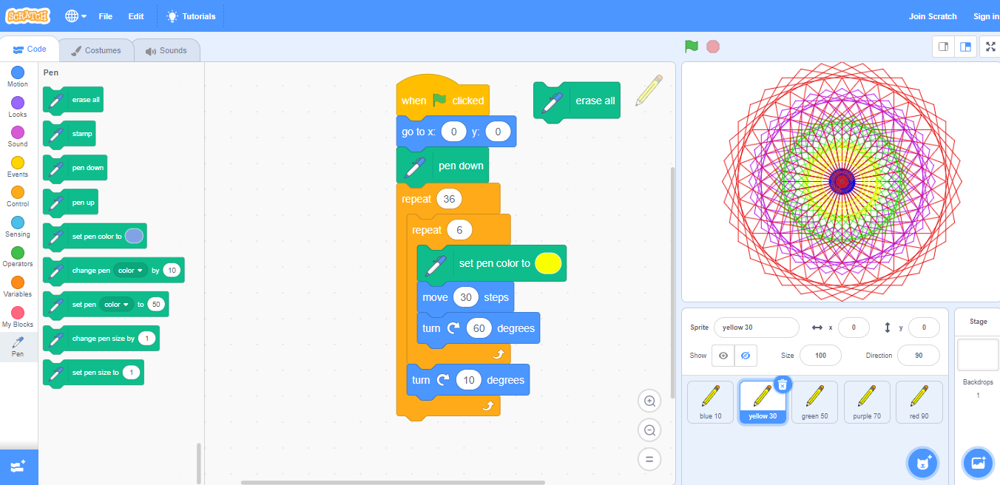 SCRATCH File Edit Tutorials Join Scratch Sign in
Code Costumes Sounds
Motion
Looks
Sound
Events
Control
Sensing
Operators
Variables
My Blocks
Pen
Pen
erase all
stamp
pen down
pen up
set pen color to
change pen color by 10
set pen color to 50
change pen size by 1
set pen size to 1
when clicked
go to x: 0 y: 0
pen down
repeat 36
repeat 6
set pen color to
move 30 steps
turn 60 degrees
turn 10 degrees
erase all
Sprite yellow 30 x 0 y 0
Show Size 100 Direction 90
blue 10 yellow 30 green 50 purple 70 red 90
Stage
Backdrops
1